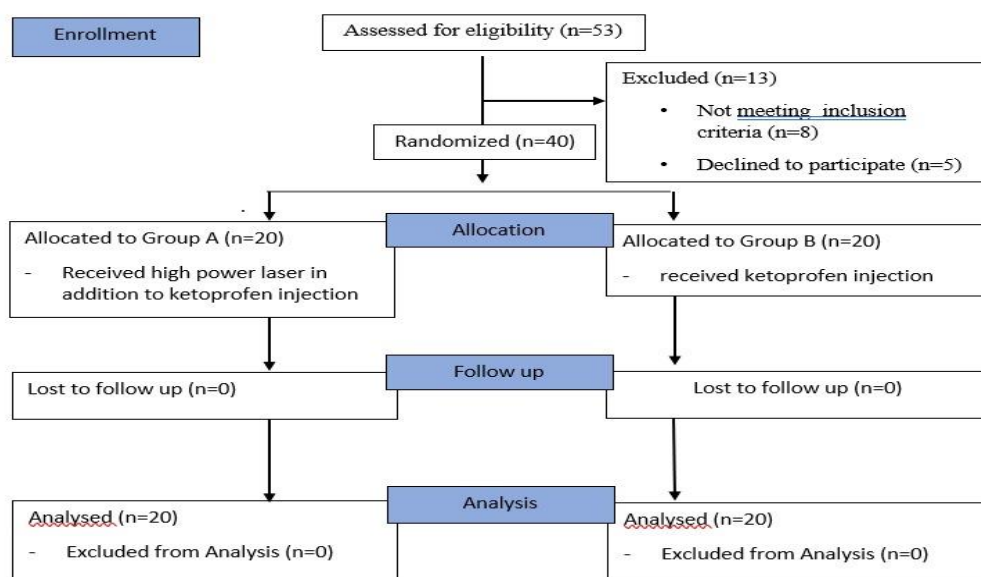 Enrollment
Assessed for eligibility (n=53)
Excluded (n=13)
• Not meeting inclusion
criteria (n=8)
• Declined to participate (n=5)
Randomized (n=40)
Allocation
Allocated to Group A (n=20)
- Received high power laser in
addition to ketoprofen injection
Allocated to Group B (n=20)
- received ketoprofen injection
Follow up
Lost to follow up (n=0)
Lost to follow up (n=0)
Analysis
Analysed (n=20)
- Excluded from Analysis (n=0)
Analysed (n=20)
- Excluded from Analysis (n=0)